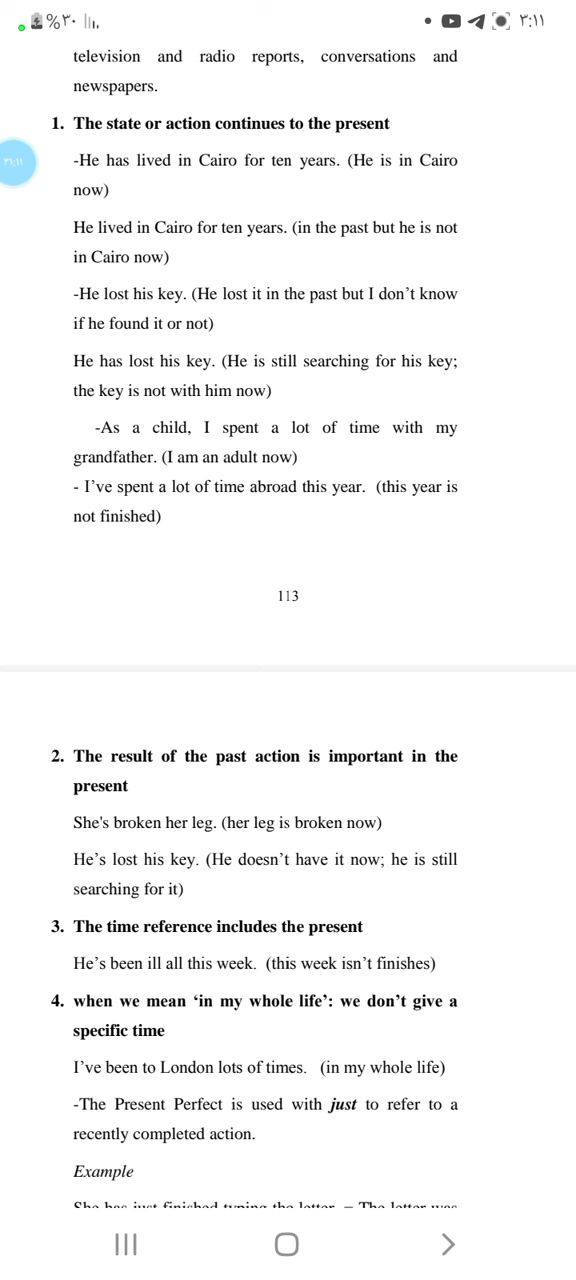 %٣٠ ٣:١١
television and radio reports, conversations and
newspapers.
1. The state or action continues to the present
-He has lived in Cairo for ten years. (He is in Cairo
now)
He lived in Cairo for ten years. (in the past but he is not
in Cairo now)
-He lost his key. (He lost it in the past but I don’t know
if he found it or not)
He has lost his key. (He is still searching for his key;
the key is not with him now)
-As a child, I spent a lot of time with my
grandfather. (I am an adult now)
- I’ve spent a lot of time abroad this year. (this year is
not finished)
113
2. The result of the past action is important in the
present
She's broken her leg. (her leg is broken now)
He’s lost his key. (He doesn’t have it now; he is still
searching for it)
3. The time reference includes the present
He’s been ill all this week. (this week isn’t finishes)
4. when we mean ‘in my whole life’: we don’t give a
specific time
I’ve been to London lots of times. (in my whole life)
-The Present Perfect is used with just to refer to a
recently completed action.
Example
She has just finished typing the letter. – The letter was